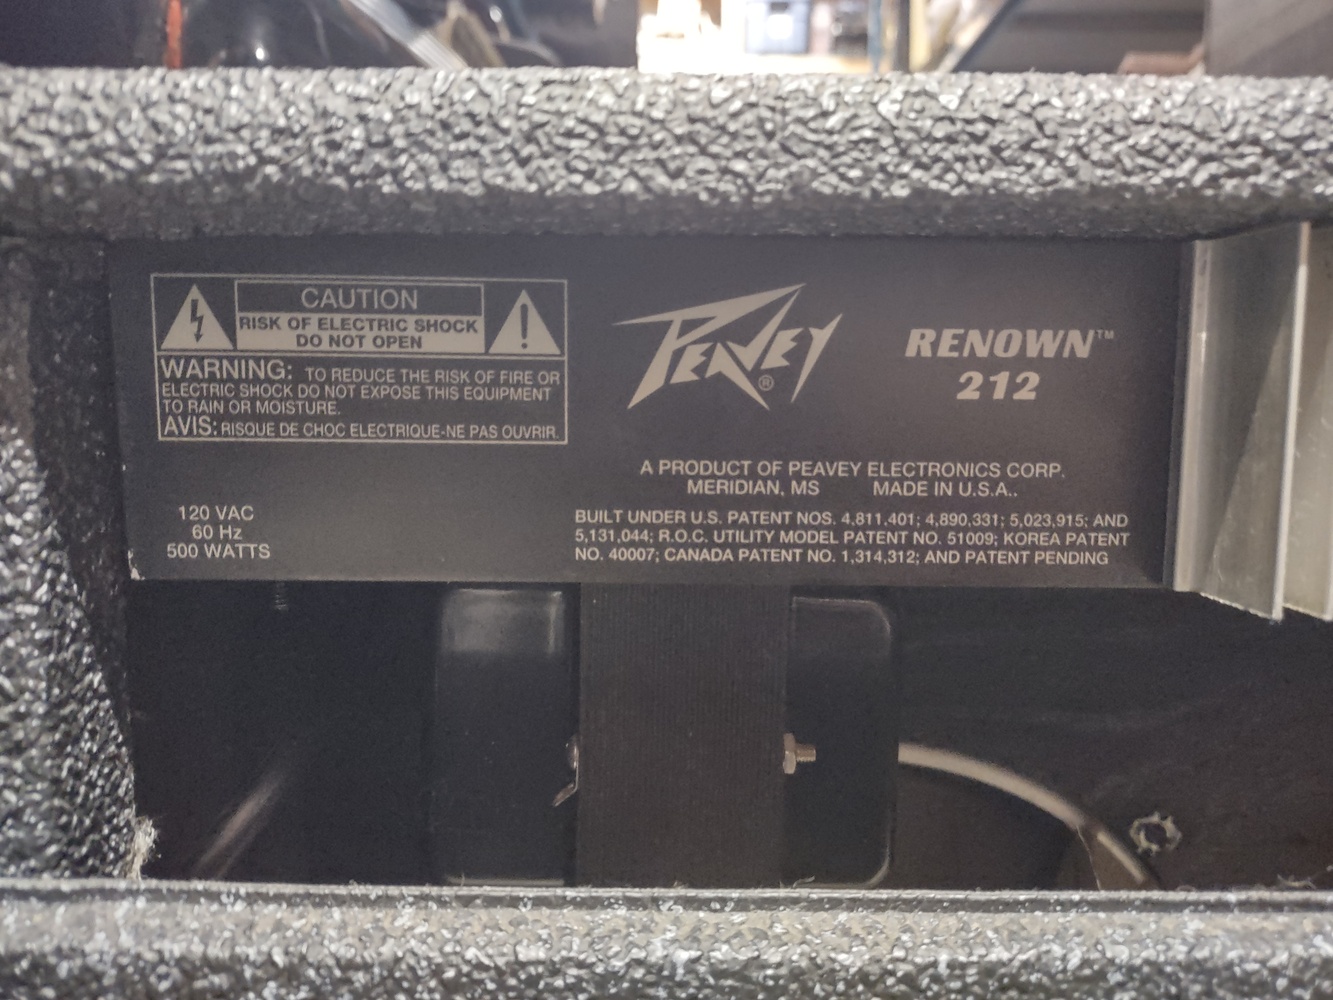 CAUTION
RISK OF ELECTRIC SHOCK
DO NOT OPEN
WARNING: TO REDUCE THE RISK OF FIRE OR
ELECTRIC SHOCK DO NOT EXPOSE THIS EQUIPMENT
TO RAIN OR MOISTURE.
AVIS: RISQUE DE CHOC ELECTRIQUE-NE PAS OUVRIR.
PEAVEY®
RENOWN™
212
A PRODUCT OF PEAVEY ELECTRONICS CORP.
MERIDIAN, MS MADE IN U.S.A..
120 VAC
60 Hz
500 WATTS
BUILT UNDER U.S. PATENT NOS. 4,811,401; 4,890,331; 5,023,915; AND
5,131,044; R.O.C. UTILITY MODEL PATENT NO. 51009; KOREA PATENT
NO. 40007; CANADA PATENT NO. 1,314,312; AND PATENT PENDING